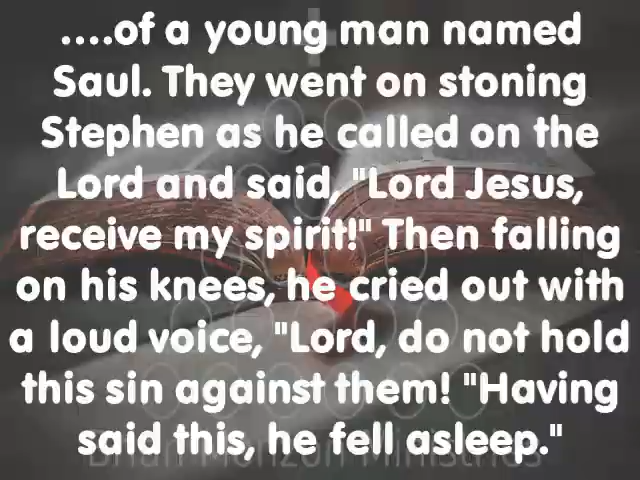 ....of a young man named
Saul. They went on stoning
Stephen as he called on the
Lord and said, "Lord Jesus,
receive my spirit!" Then falling
on his knees, he cried out with
a loud voice, "Lord, do not hold
this sin against them! "Having
said this, he fell asleep."
Ministries